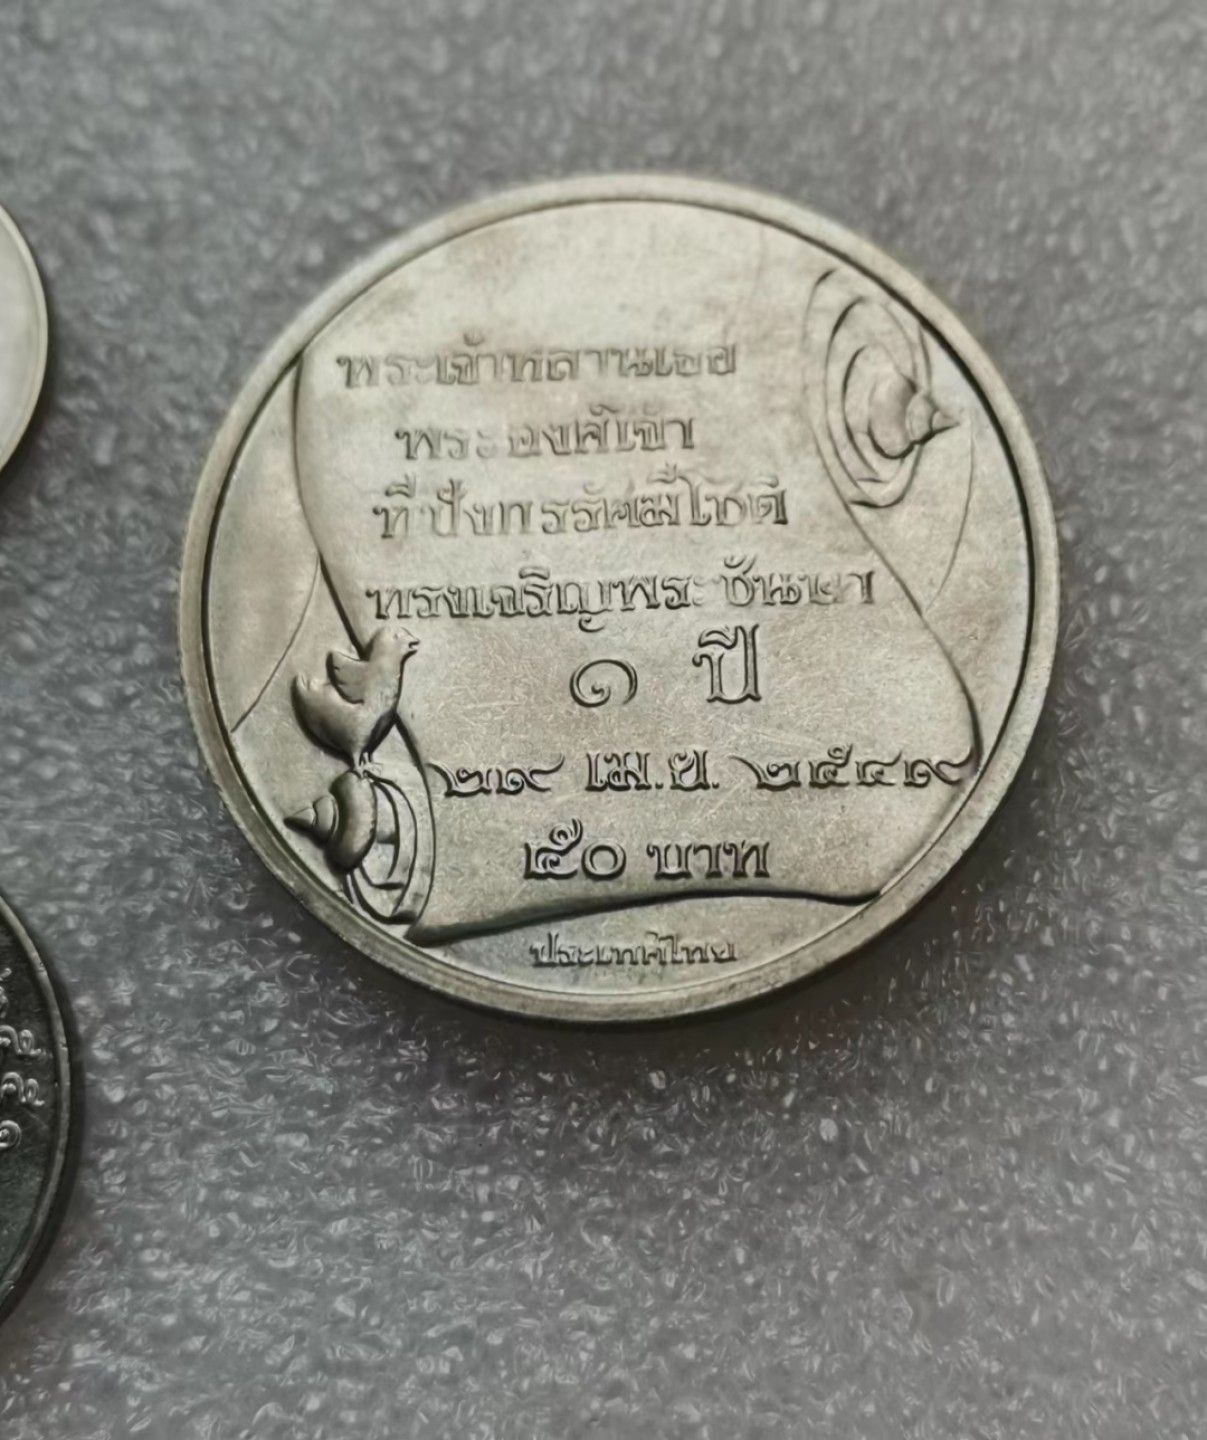 พระเจ้าหลานเธอ
พระองค์เจ้า
ทีปังกรรัศมีโชติ
ทรงเจริญพระชันษา
๑ ปี
๒๙ เม.ย. ๒๕๔๙
๕๐ บาท
ประเทศไทย